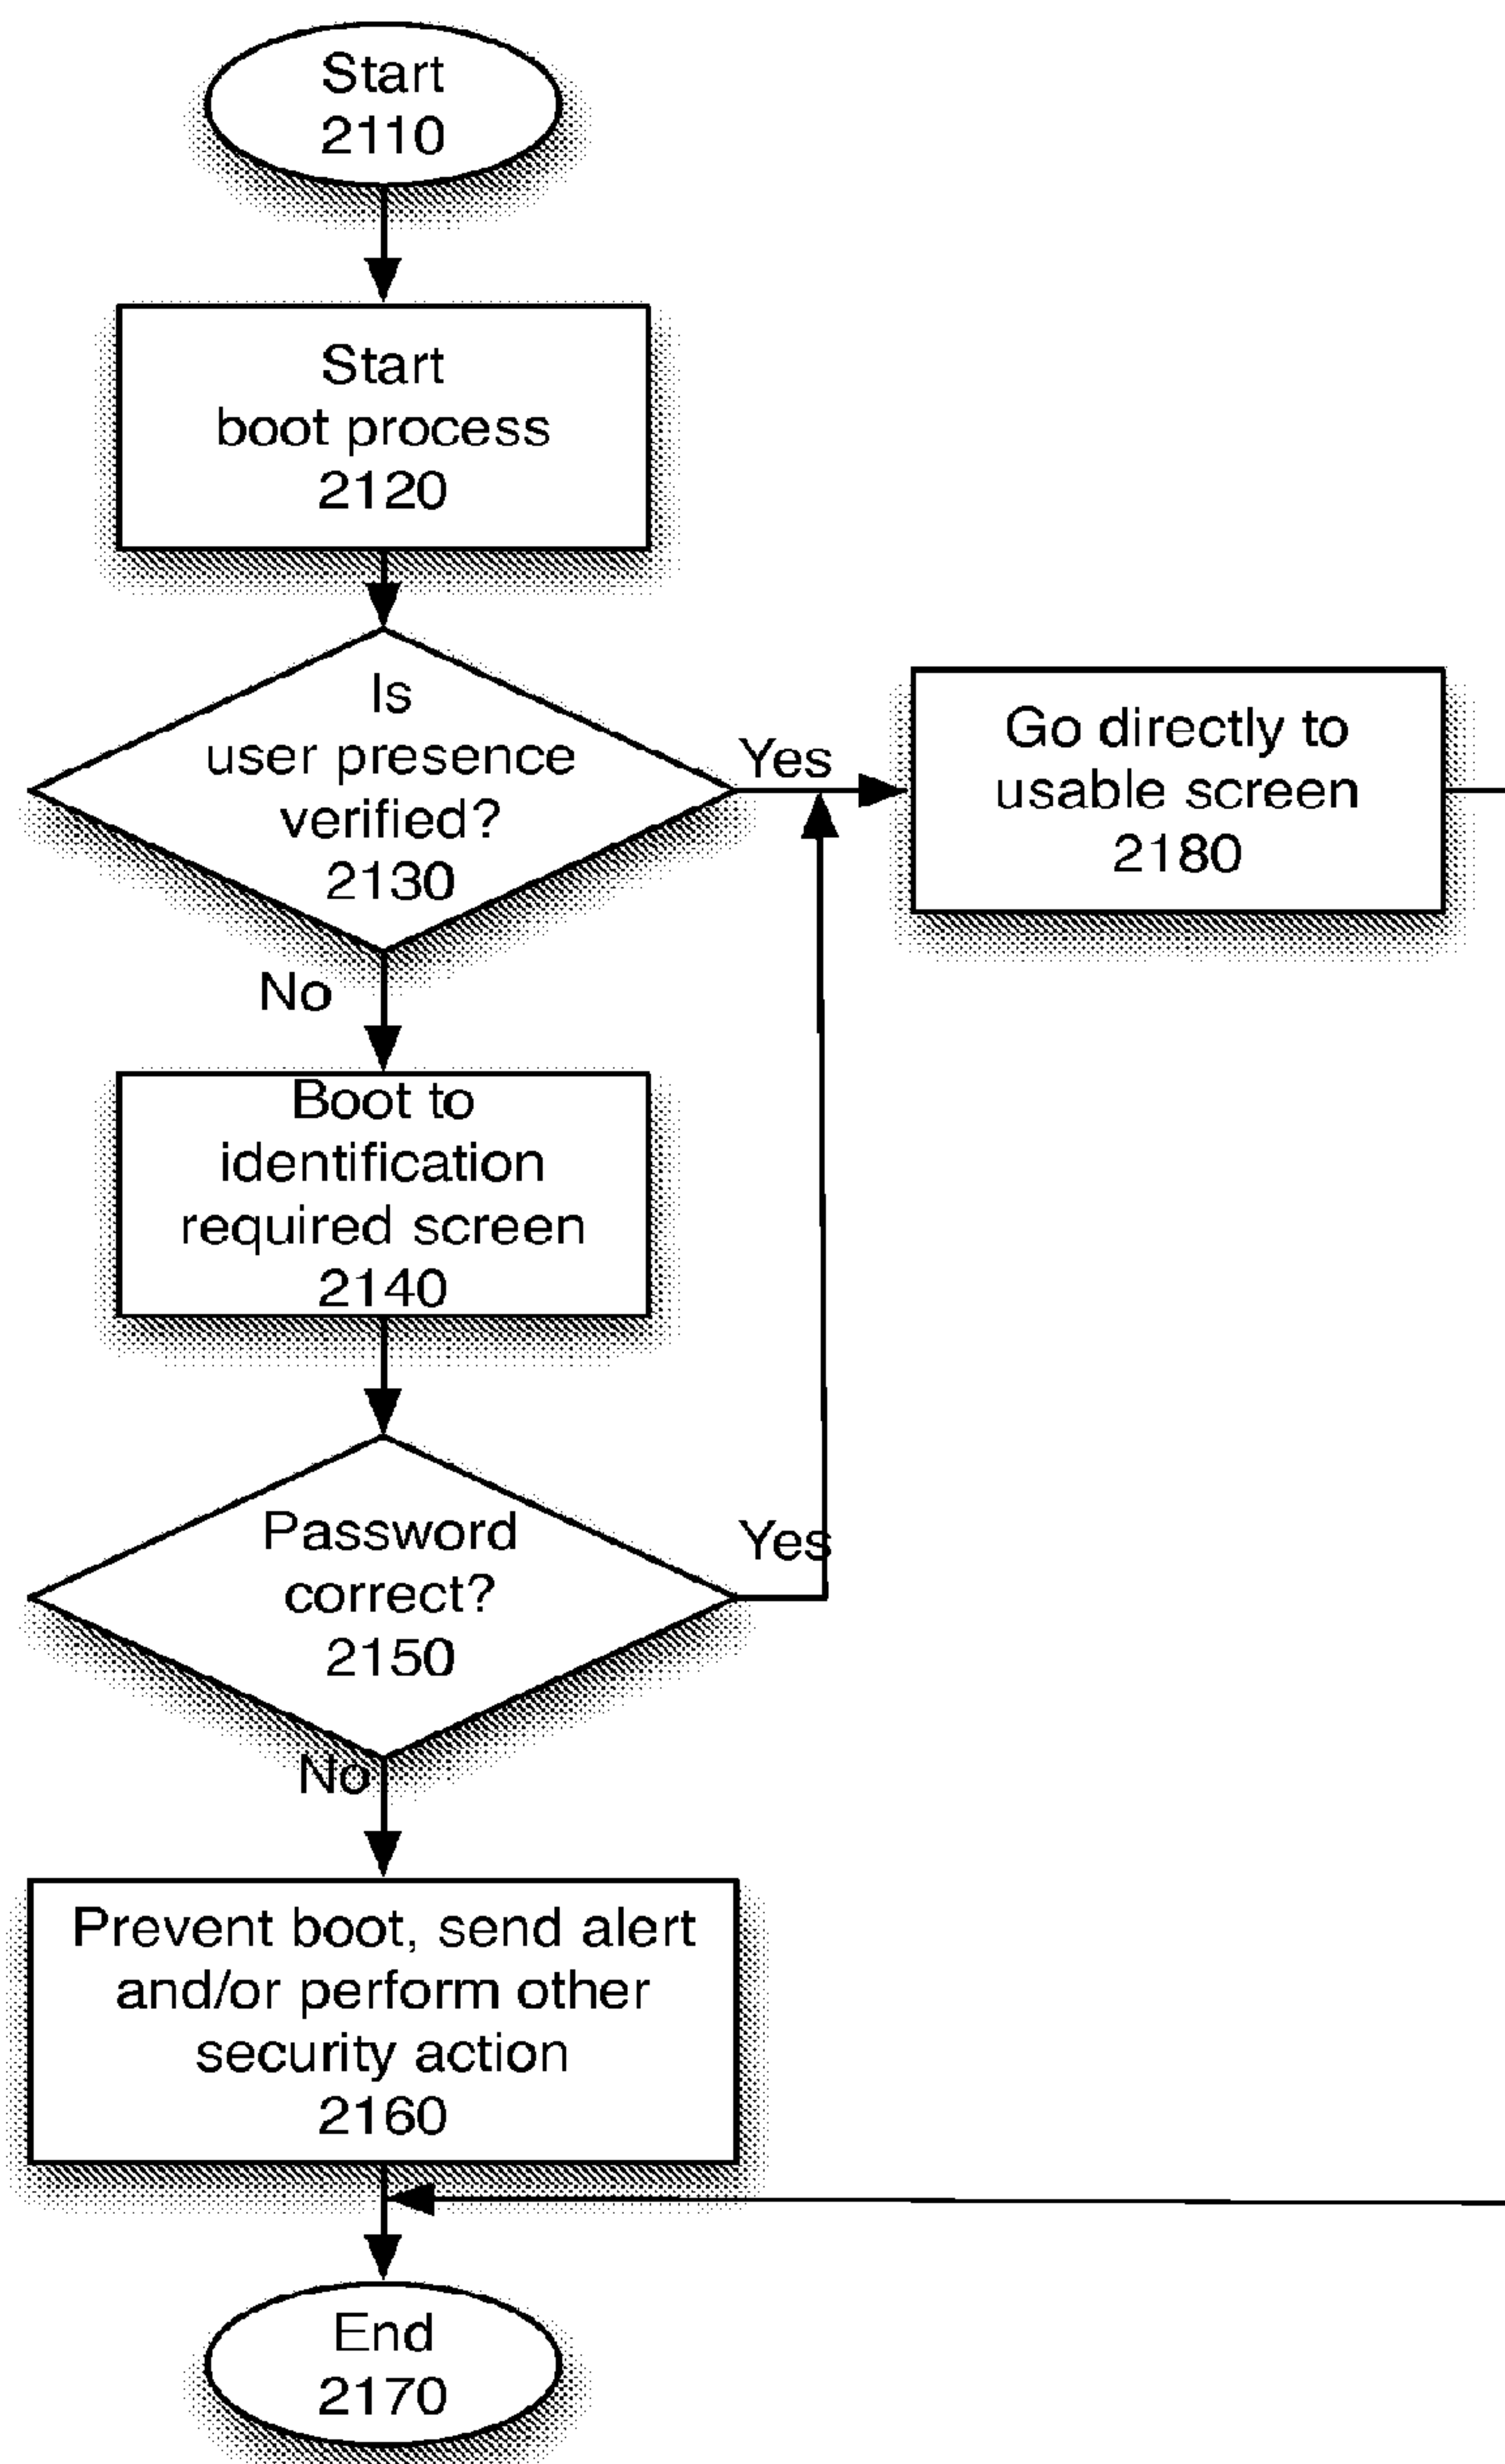 Start
2110
Start
boot process
2120
Is
user presence
verified?
2130
Yes
Go directly to
usable screen
2180
No
Boot to
identification
required screen
2140
Password
correct?
2150
Yes
No
Prevent boot, send alert
and/or perform other
security action
2160
End
2170